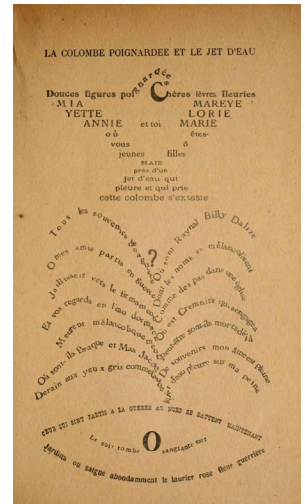 LA COLOMBE POIGNARDÉE ET LE JET D'EAU
Douces figures poignardées Chères lèvres fleuries
MIA MAREYE
YETTE LORIE
ANNIE et toi MARIE
où êtes-
vous ô
jeunes filles
MAIS
près d'un
jet d'eau qui
pleure et qui prie
cette colombe s'extasie
?
Tous les souvenirs de naguère
O mes amis partis en guerre
Jaillissent vers le firmament
Et vos regards en l'eau dormant
Meurent mélancoliquement
Où sont-ils Braque et Max Jacob
Derain aux yeux gris comme l'aube
Où sont Raynal Billy Dalize
Dont les noms se mélancolisent
Comme des pas dans une église
Où est Cremnitz qui s'engagea
Peut-être sont-ils morts déjà
De souvenirs mon âme est pleine
Le jet d'eau pleure sur ma peine
CEUX QUI SONT PARTIS A LA GUERRE AU NORD SE BATTENT MAINTENANT
Le soir tombe O sanglante mer
Jardins où saigne abondamment le laurier rose fleur guerrière